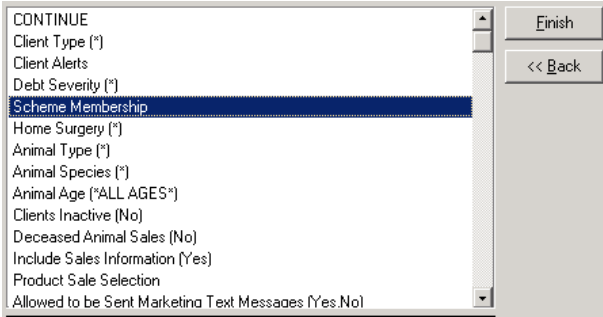 CONTINUE
Client Type (*)
Client Alerts
Debt Severity (*)
Scheme Membership
Home Surgery (*)
Animal Type (*)
Animal Species (*)
Animal Age (*ALL AGES*)
Clients Inactive (No)
Deceased Animal Sales (No)
Include Sales Information (Yes)
Product Sale Selection
Allowed to be Sent Marketing Text Messages (Yes,No)
Finish
<< Back